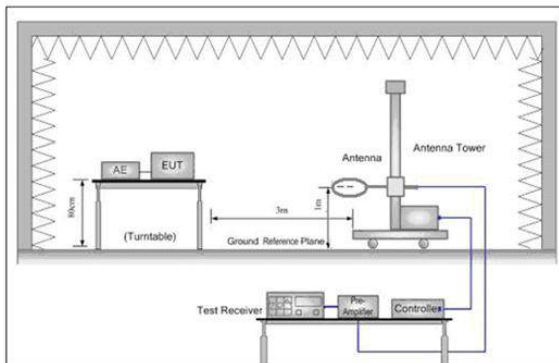 Antenna
Antenna Tower
AE
EUT
80cm
(Turntable)
3m
1m
Ground Reference Plane
Test Receiver
Pre-
Amplifier
Controller